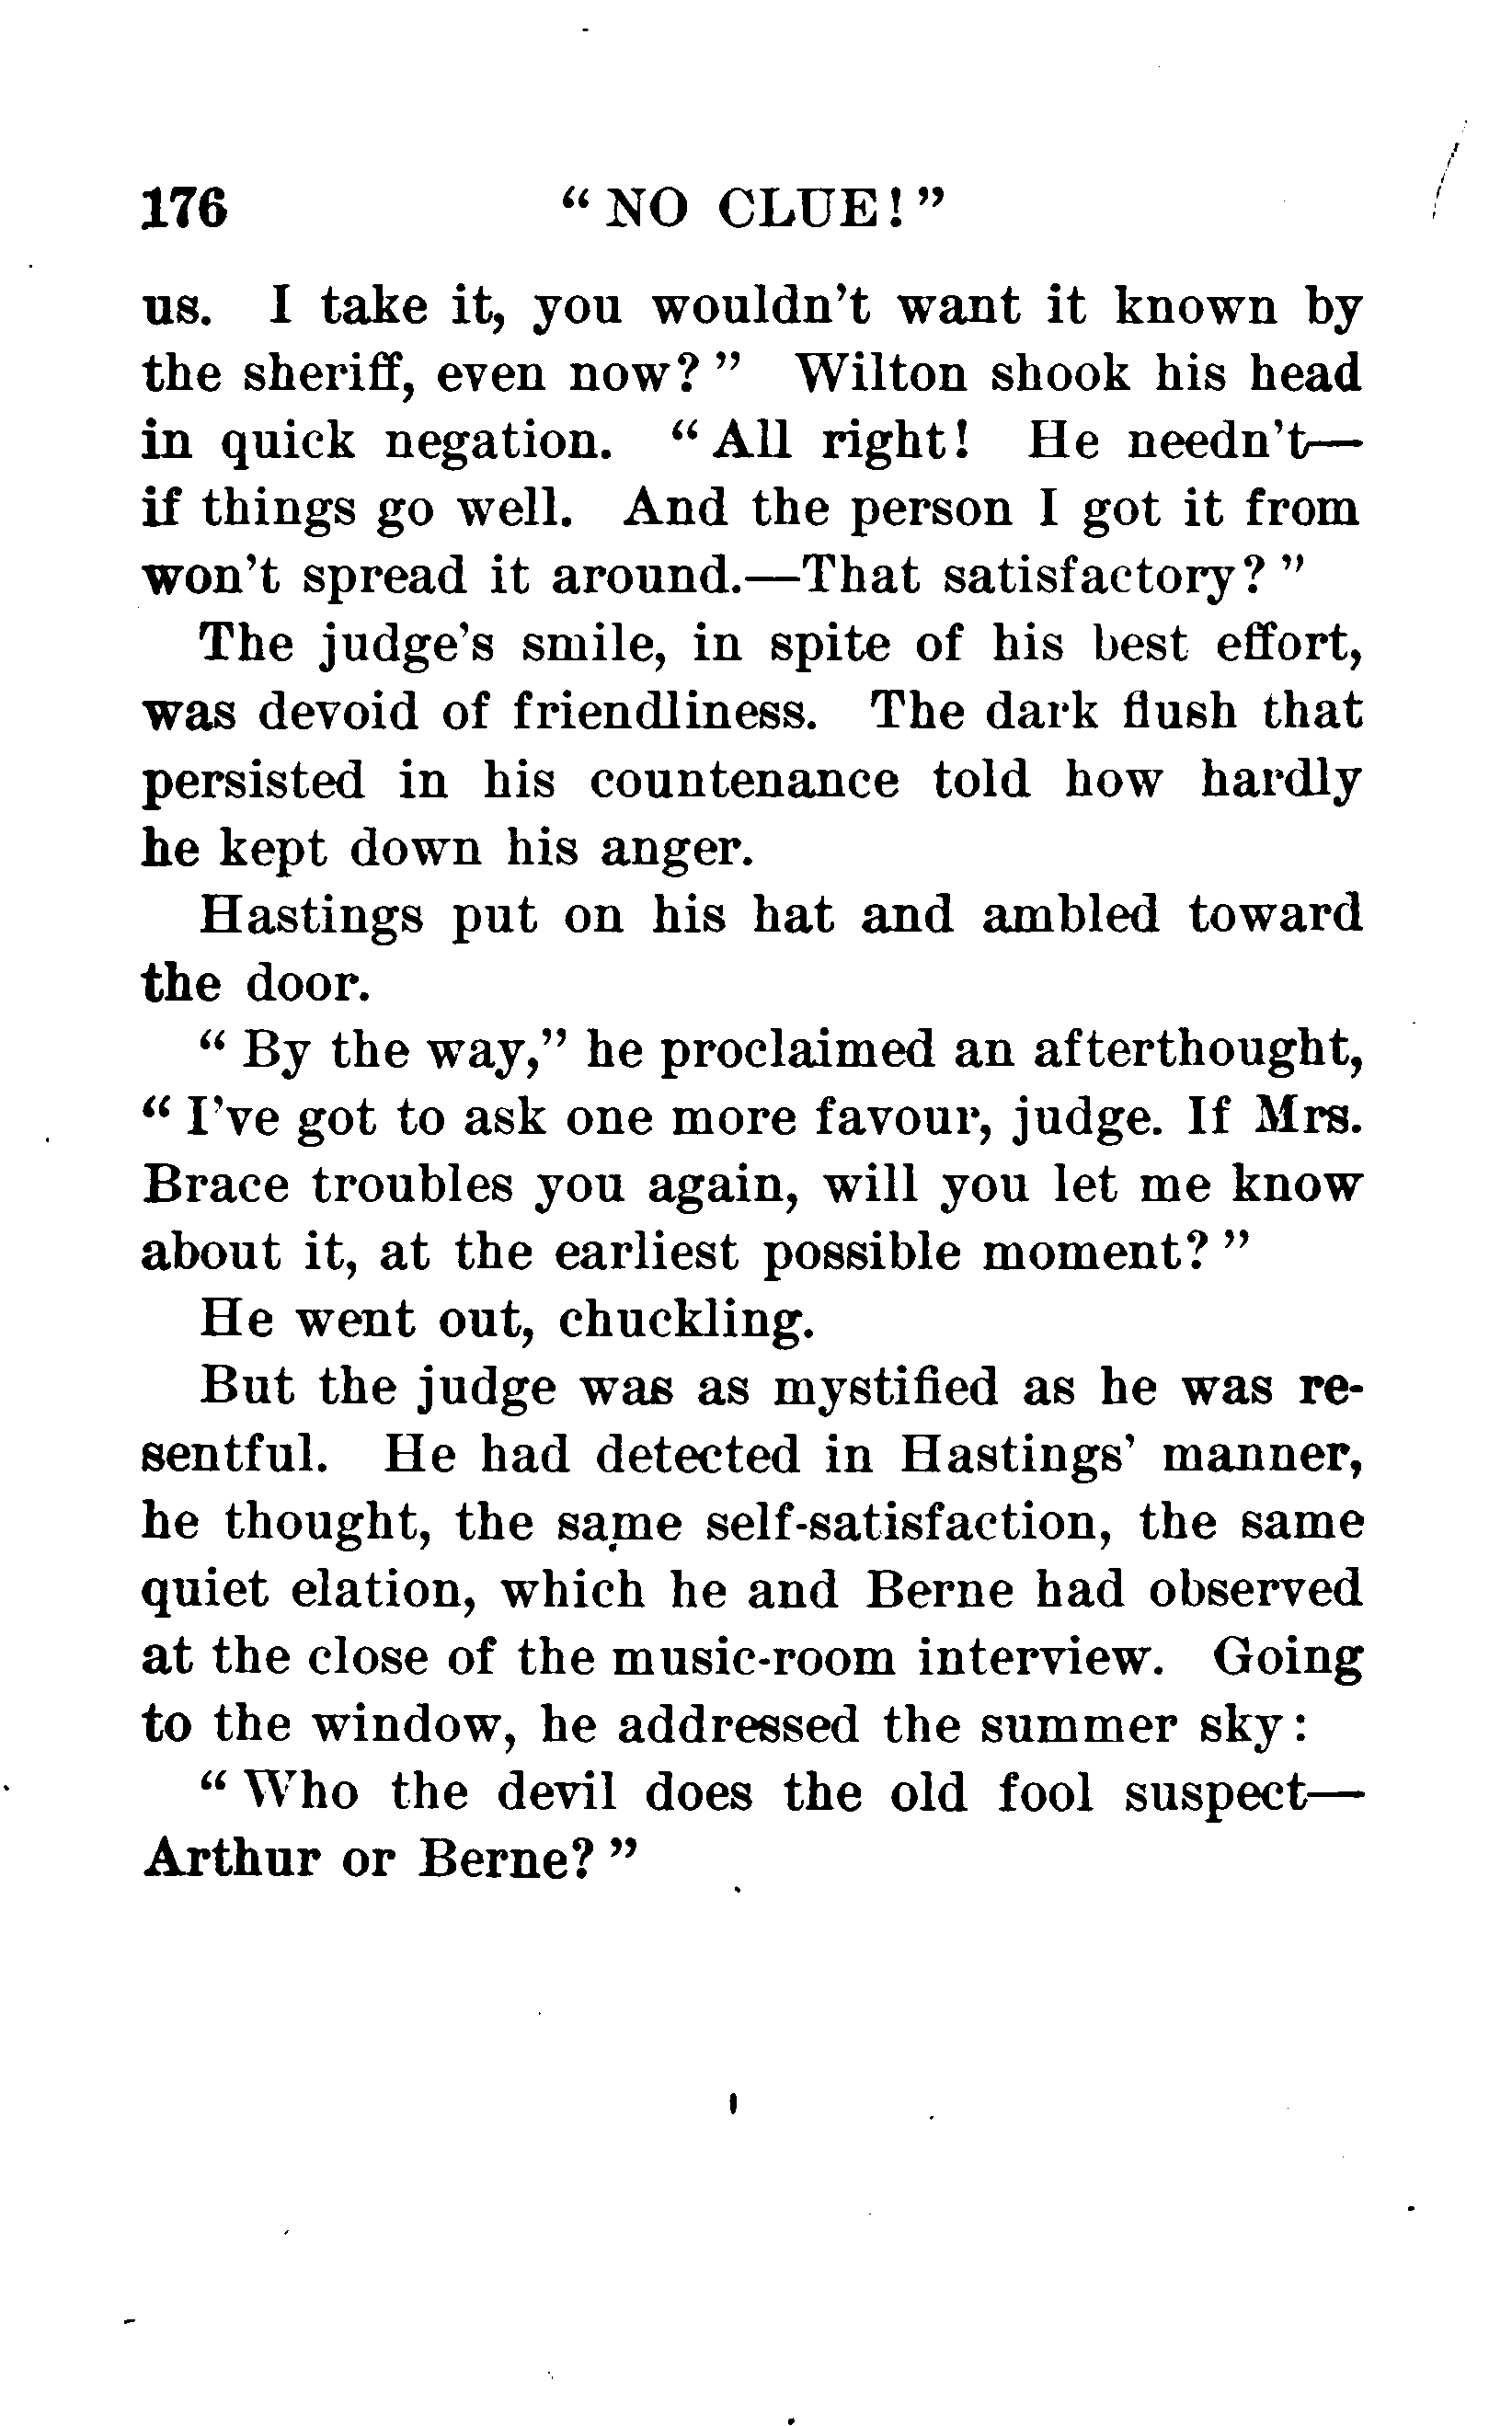 176 “ NO CLUE! ”
us. I take it, you wouldn't want it known by
the sheriff, even now? ” Wilton shook his head
in quick negation. “ All right! He needn't—
if things go well. And the person I got it from
won't spread it around.—That satisfactory? ”
The judge's smile, in spite of his best effort,
was devoid of friendliness. The dark flush that
persisted in his countenance told how hardly
he kept down his anger.
Hastings put on his hat and ambled toward
the door.
“ By the way,” he proclaimed an afterthought,
“ I've got to ask one more favour, judge. If Mrs.
Brace troubles you again, will you let me know
about it, at the earliest possible moment? ”
He went out, chuckling.
But the judge was as mystified as he was re-
sentful. He had detected in Hastings' manner,
he thought, the same self-satisfaction, the same
quiet elation, which he and Berne had observed
at the close of the music-room interview. Going
to the window, he addressed the summer sky:
“ Who the devil does the old fool suspect—
Arthur or Berne? ”